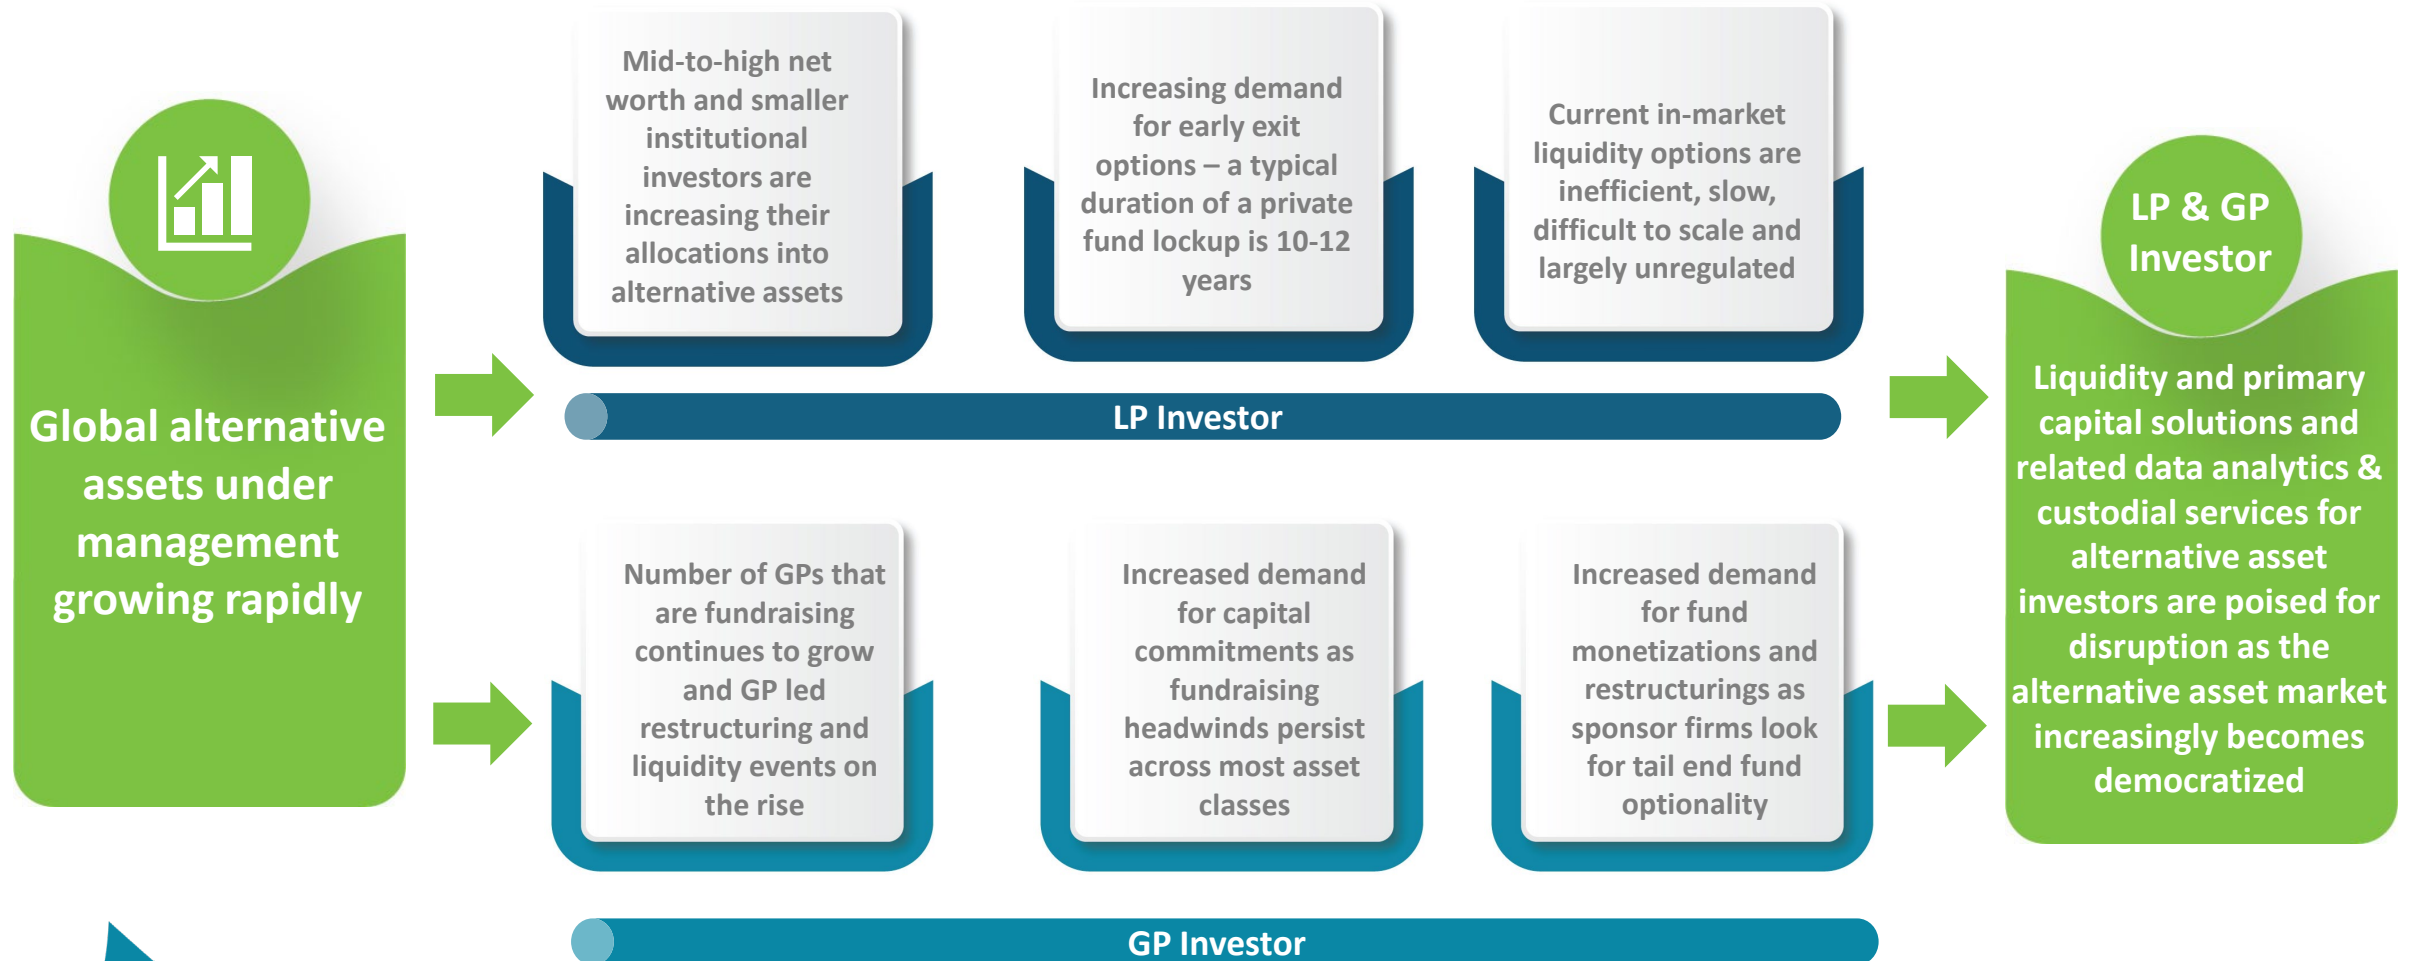 Global alternative
assets under
management
growing rapidly
Mid-to-high net
worth and smaller
institutional
investors are
increasing their
allocations into
alternative assets
Increasing demand
for early exit
options – a typical
duration of a private
fund lockup is 10-12
years
Current in-market
liquidity options are
inefficient, slow,
difficult to scale and
largely unregulated
LP Investor
Number of GPs that
are fundraising
continues to grow
and GP led
restructuring and
liquidity events on
the rise
Increased demand
for capital
commitments as
fundraising
headwinds persist
across most asset
classes
Increased demand
for fund
monetizations and
restructurings as
sponsor firms look
for tail end fund
optionality
GP Investor
LP & GP
Investor
Liquidity and primary
capital solutions and
related data analytics &
custodial services for
alternative asset
investors are poised for
disruption as the
alternative asset market
increasingly becomes
democratized